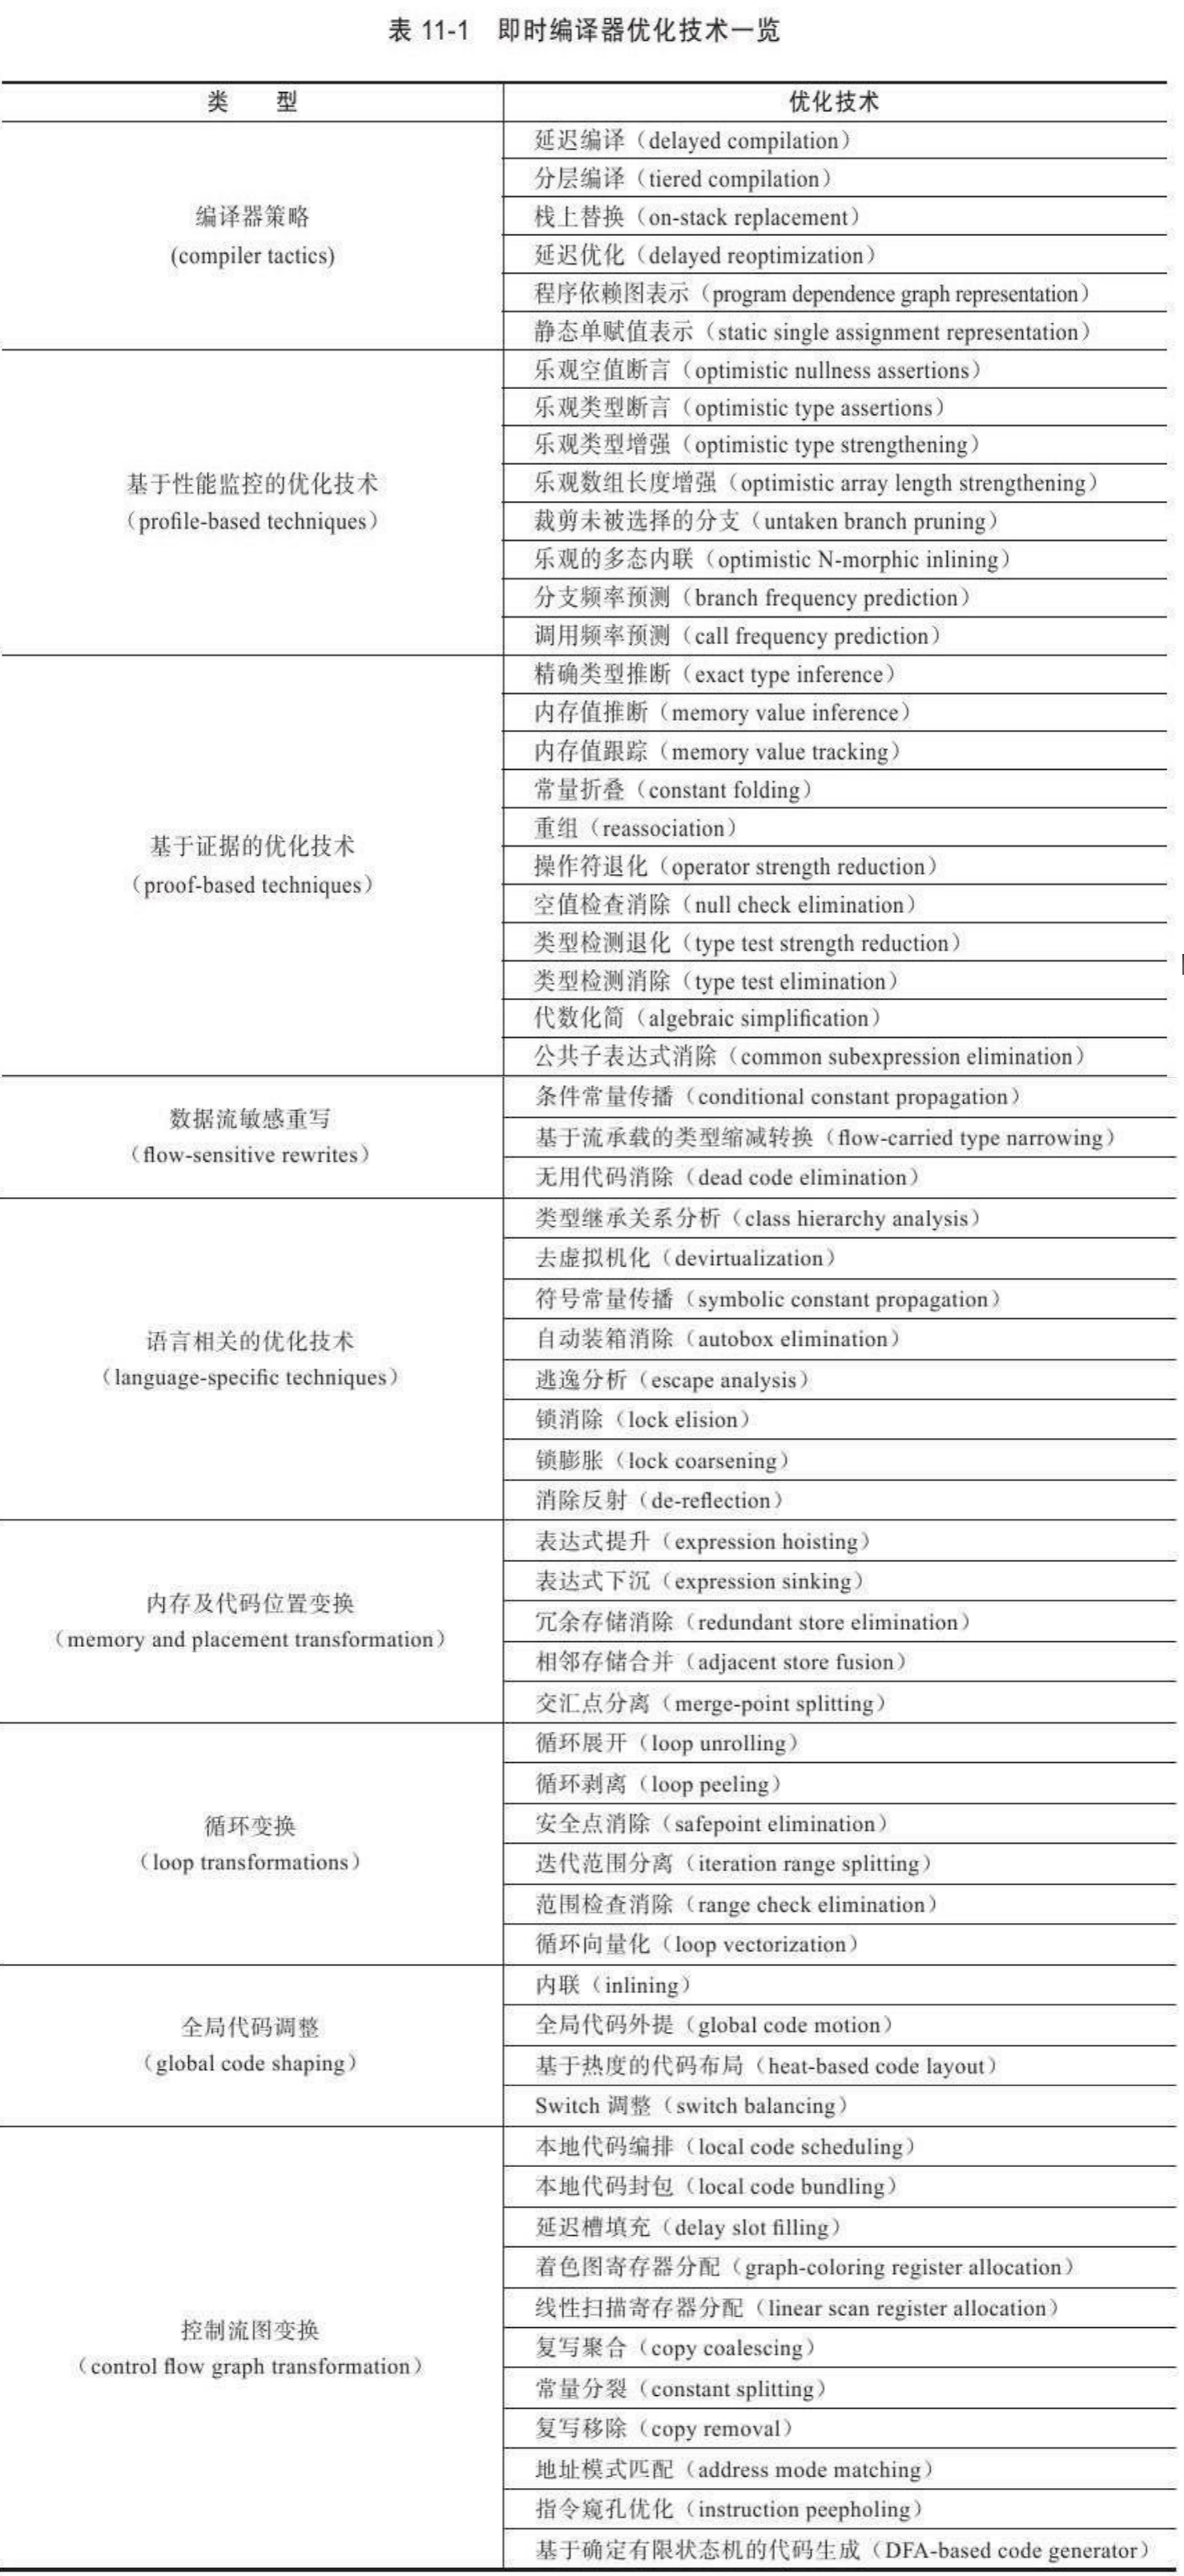 表 11-1 即时编译器优化技术一览
类 型 优化技术
编译器策略
(compiler tactics)
延迟编译（delayed compilation）
分层编译（tiered compilation）
栈上替换（on-stack replacement）
延迟优化（delayed reoptimization）
程序依赖图表示（program dependence graph representation）
静态单赋值表示（static single assignment representation）
基于性能监控的优化技术
（profile-based techniques）
乐观空值断言（optimistic nullness assertions）
乐观类型断言（optimistic type assertions）
乐观类型增强（optimistic type strengthening）
乐观数组长度增强（optimistic array length strengthening）
裁剪未被选择的分支（untaken branch pruning）
乐观的多态内联（optimistic N-morphic inlining）
分支频率预测（branch frequency prediction）
调用频率预测（call frequency prediction）
基于证据的优化技术
（proof-based techniques）
精确类型推断（exact type inference）
内存值推断（memory value inference）
内存值跟踪（memory value tracking）
常量折叠（constant folding）
重组（reassociation）
操作符退化（operator strength reduction）
空值检查消除（null check elimination）
类型检测退化（type test strength reduction）
类型检测消除（type test elimination）
代数化简（algebraic simplification）
公共子表达式消除（common subexpression elimination）
数据流敏感重写
（flow-sensitive rewrites）
条件常量传播（conditional constant propagation）
基于流承载的类型缩减转换（flow-carried type narrowing）
无用代码消除（dead code elimination）
语言相关的优化技术
（language-specific techniques）
类型继承关系分析（class hierarchy analysis）
去虚拟机化（devirtualization）
符号常量传播（symbolic constant propagation）
自动装箱消除（autobox elimination）
逃逸分析（escape analysis）
锁消除（lock elision）
锁膨胀（lock coarsening）
消除反射（de-reflection）
内存及代码位置变换
（memory and placement transformation）
表达式提升（expression hoisting）
表达式下沉（expression sinking）
冗余存储消除（redundant store elimination）
相邻存储合并（adjacent store fusion）
交汇点分离（merge-point splitting）
循环变换
（loop transformations）
循环展开（loop unrolling）
循环剥离（loop peeling）
安全点消除（safepoint elimination）
迭代范围分离（iteration range splitting）
范围检查消除（range check elimination）
循环向量化（loop vectorization）
全局代码调整
（global code shaping）
内联（inlining）
全局代码外提（global code motion）
基于热度的代码布局（heat-based code layout）
Switch 调整（switch balancing）
控制流图变换
（control flow graph transformation）
本地代码编排（local code scheduling）
本地代码封包（local code bundling）
延迟槽填充（delay slot filling）
着色图寄存器分配（graph-coloring register allocation）
线性扫描寄存器分配（linear scan register allocation）
复写聚合（copy coalescing）
常量分裂（constant splitting）
复写移除（copy removal）
地址模式匹配（address mode matching）
指令窥孔优化（instruction peepholing）
基于确定有限状态机的代码生成（DFA-based code generator）